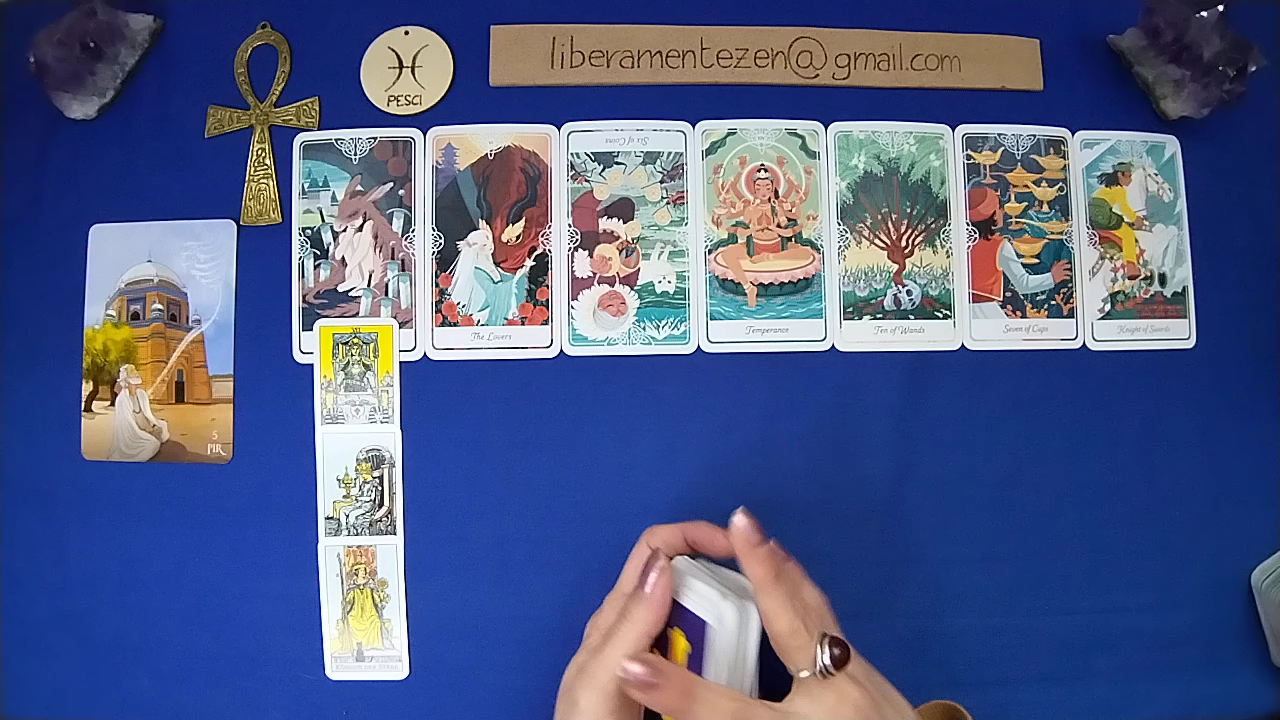 liberamentezen@gmail.com
PESCI
Six of Coins
The Lovers
Temperance
Ten of Wands
Seven of Cups
Knight of Swords
5
PIR